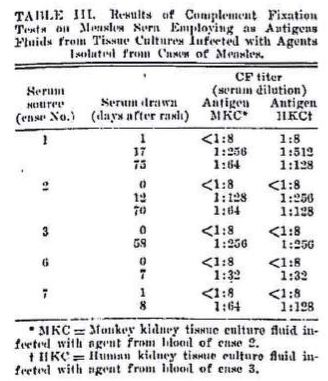 TABLE III. Results of Complement Fixation
Tests on Measles Sera Employing as Antigens
Fluids from Tissue Cultures Infected with Agents
Isolated from Cases of Measles.
CF titer
(serum dilution)
Serum source (case No.) Serum drawn (days after rash) Antigen MKC* Antigen HKC†
1 1 <1:8 1:8
17 1:256 1:512
75 1:64 1:128
2 0 <1:8 <1:8
12 1:128 1:256
70 1:64 1:128
3 0 <1:8 <1:8
58 1:256 1:256
6 0 <1:8 <1:8
7 1:32 1:32
7 1 <1:8 <1:8
8 1:64 1:128
* MKC = Monkey kidney tissue culture fluid in-
fected with agent from blood of case 2.
† HKC = Human kidney tissue culture fluid in-
fected with agent from blood of case 3.